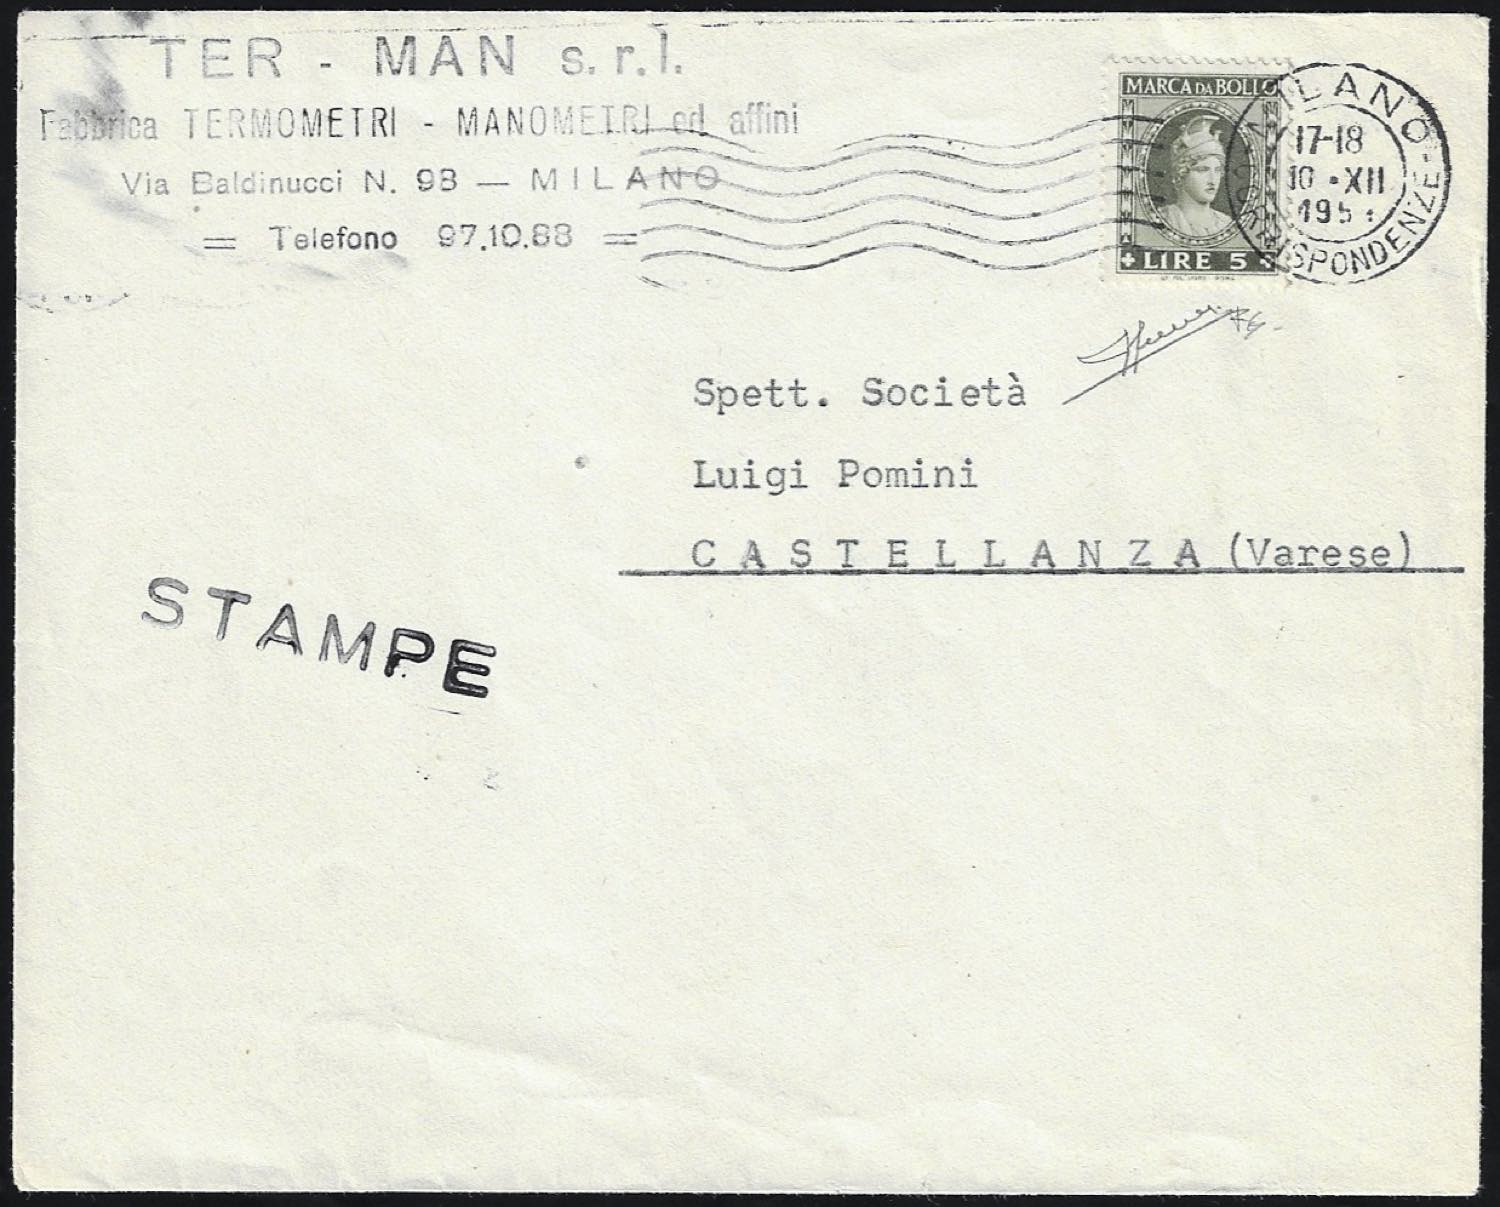 TER - MAN s.r.l.
Fabbrica TERMOMETRI - MANOMETRI ed affini
Via Baldinucci N. 98 — MILANO
= Telefono 97.10.88 =
MARCA DA BOLLO
LIRE 5
MILANO
17-18
10 • XII
195
CORRISPONDENZE
Spett. Società
Luigi Pomini
CASTELLANZA (Varese)
STAMPE